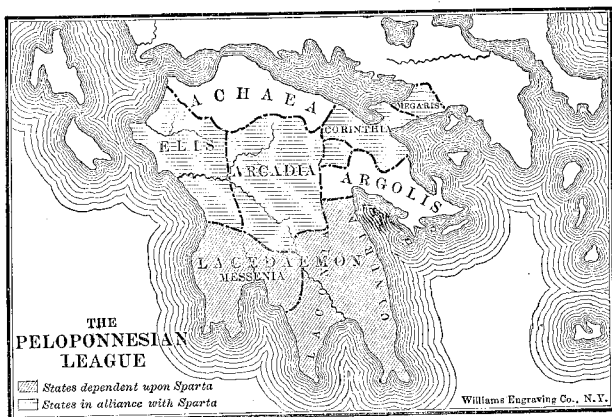 ACHAEA
MEGARIS
CORINTHIA
ELIS
ARCADIA
ARGOLIS
LACEDAEMON
MESSENIA
LACONIA
THE
PELOPONNESIAN
LEAGUE
States dependent upon Sparta
States in alliance with Sparta
Williams Engraving Co., N.Y.